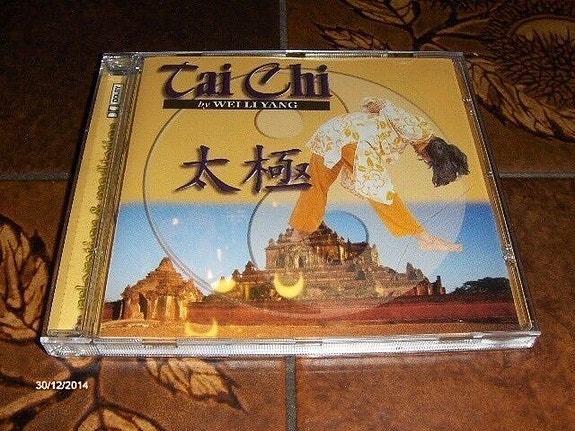 Tai Chi
by WEI LI YANG
太極
30/12/2014